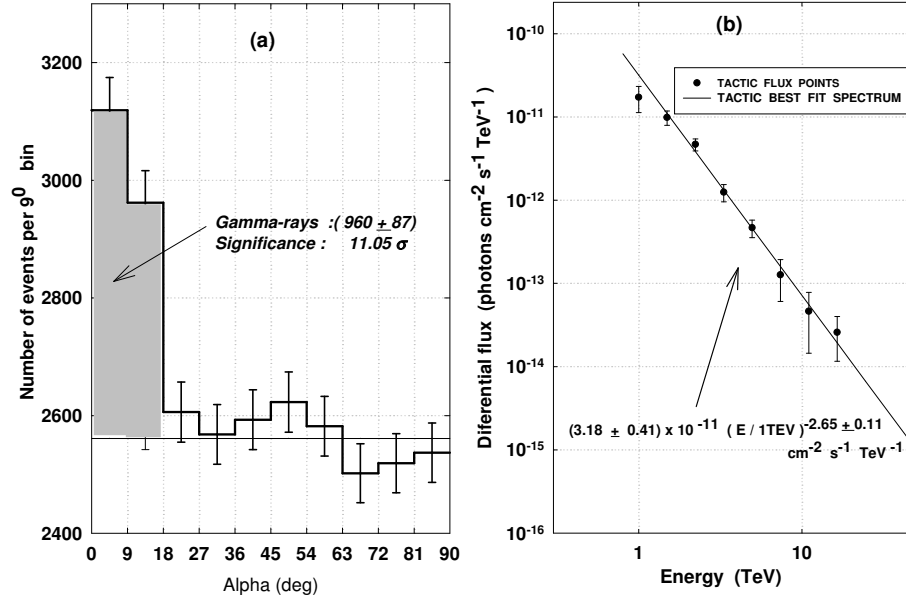 (a)
Number of events per 9⁰ bin
3200
3000
2800
2600
2400
Gamma-rays :( 960 ± 87)
Significance : 11.05 σ
0 9 18 27 36 45 54 63 72 81 90
Alpha (deg)
(b)
Diferential flux (photons cm⁻² s⁻¹ TeV⁻¹)
10⁻¹⁰
10⁻¹¹
10⁻¹²
10⁻¹³
10⁻¹⁴
10⁻¹⁵
10⁻¹⁶
TACTIC FLUX POINTS
TACTIC BEST FIT SPECTRUM
(3.18 ± 0.41) x 10⁻¹¹ ( E / 1TEV )⁻²·⁶⁵ ± ⁰·¹¹
cm⁻² s⁻¹ TeV⁻¹
1 10
Energy (TeV)